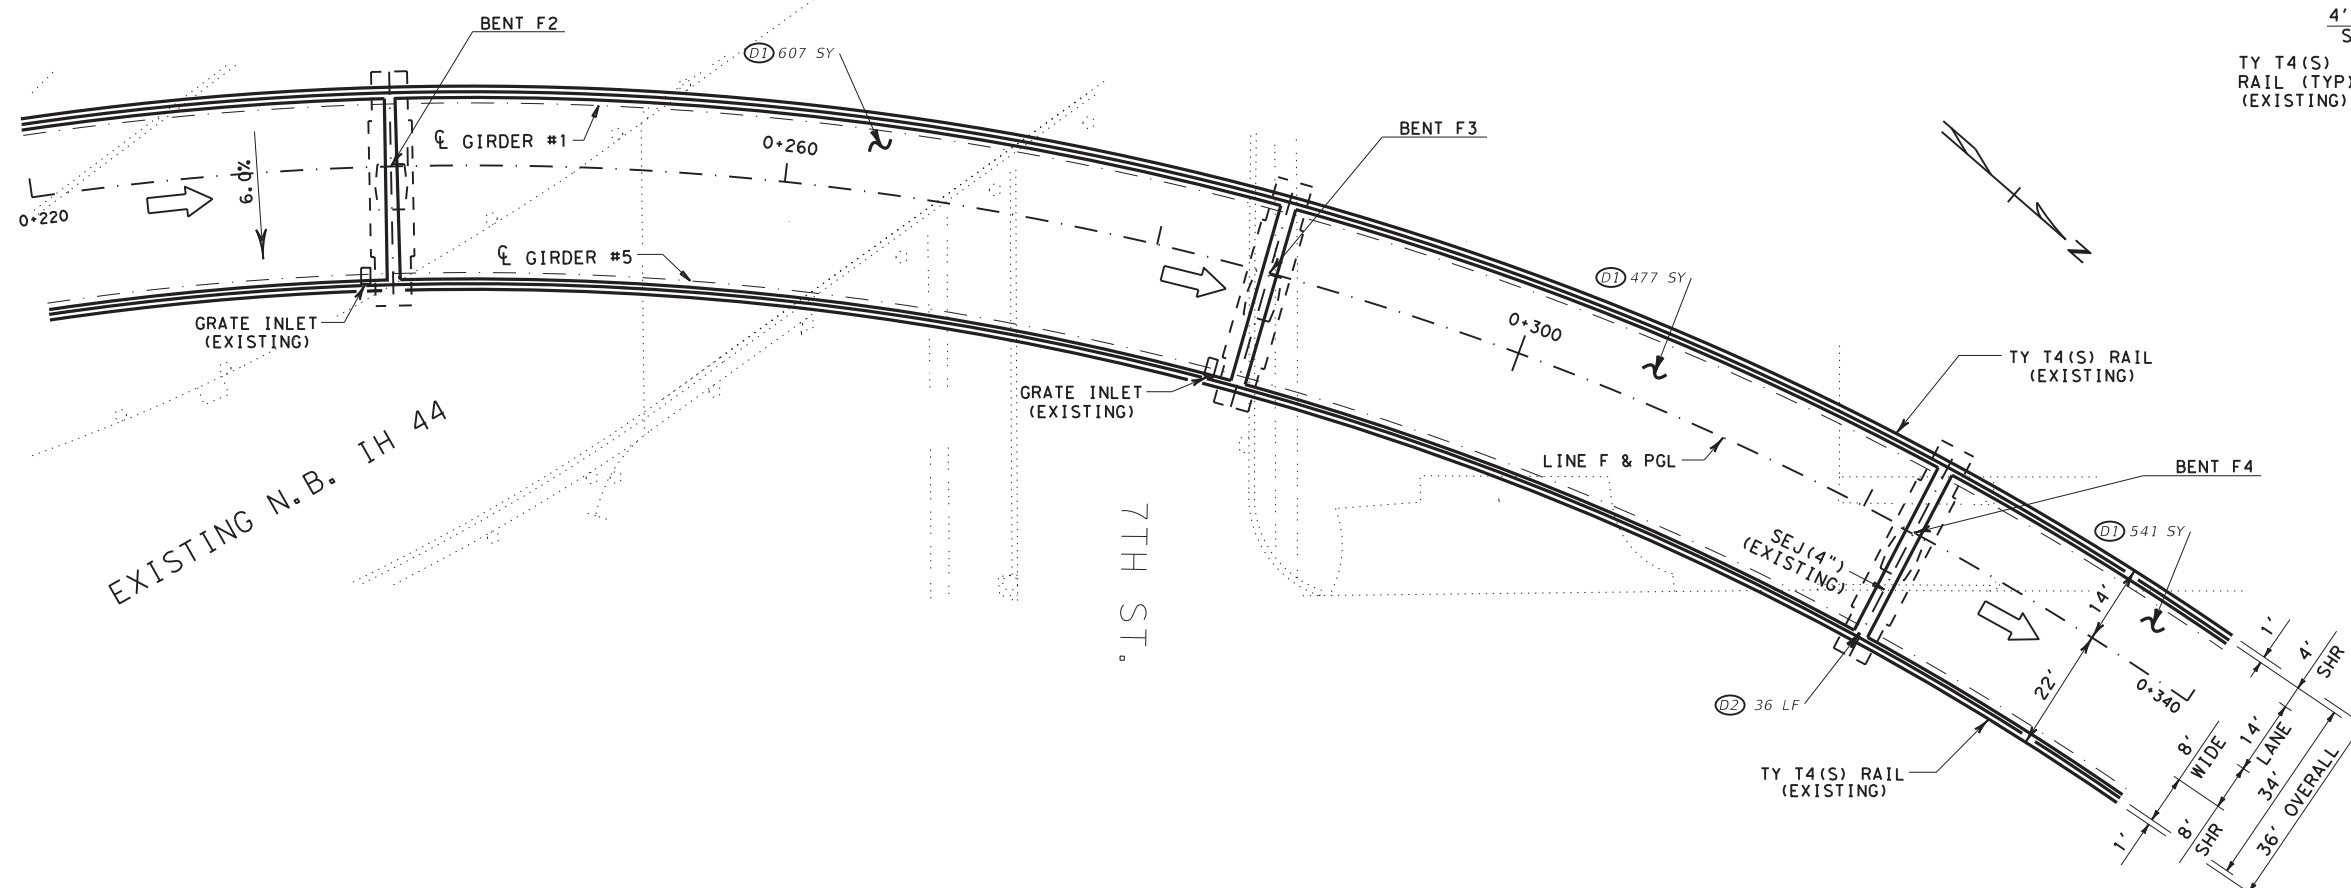 BENT F2
D1 607 SY
4'
S
TY T4(S)
RAIL (TYP)
(EXISTING)
℄ GIRDER #1
0+260
BENT F3
6.0%
0+220
℄ GIRDER #5
N
D1 477 SY
GRATE INLET
(EXISTING)
0+300
TY T4(S) RAIL
(EXISTING)
GRATE INLET
(EXISTING)
EXISTING N.B. IH 44
LINE F & PGL
BENT F4
7TH ST.
SEJ(4")
(EXISTING)
D1 541 SY
14'
22'
0+340
D2 36 LF
TY T4(S) RAIL
(EXISTING)
1'
4'
SHR
14'
LANE
8'
WIDE
8'
SHR
1'
34'
36' OVERALL